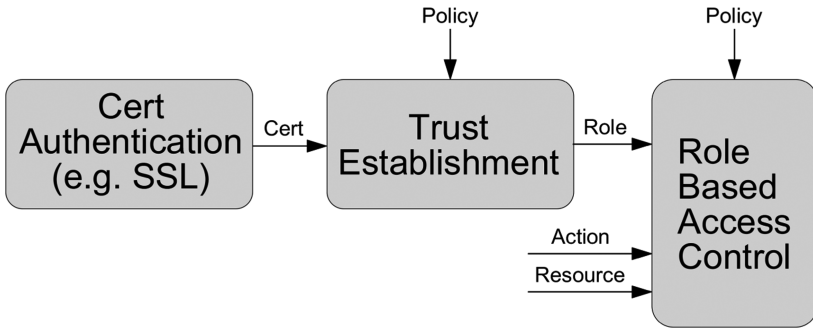 Policy
Policy
Cert
Authentication
(e.g. SSL)
Cert
Trust
Establishment
Role
Role
Based
Access
Control
Action
Resource